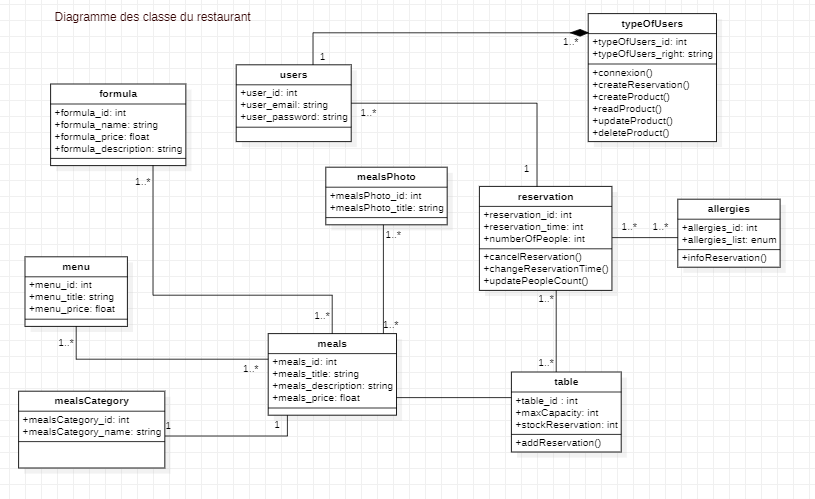 Diagramme des classe du restaurant
typeOfUsers
+typeOfUsers_id: int
+typeOfUsers_right: string
+connexion()
+createReservation()
+createProduct()
+readProduct()
+updateProduct()
+deleteProduct()
1..*
1
users
+user_id: int
+user_email: string
+user_password: string
1..*
1
formula
+formula_id: int
+formula_name: string
+formula_price: float
+formula_description: string
1..*
mealsPhoto
+mealsPhoto_id: int
+mealsPhoto_title: string
1..*
reservation
+reservation_id: int
+reservation_time: int
+numberOfPeople: int
+cancelReservation()
+changeReservationTime()
+updatePeopleCount()
1..*
1..*
1..*
allergies
+allergies_id: int
+allergies_list: enum
+infoReservation()
menu
+menu_id: int
+menu_title: string
+menu_price: float
1..*
1..*
1..*
1..*
meals
+meals_id: int
+meals_title: string
+meals_description: string
+meals_price: float
1
1..*
table
+table_id : int
+maxCapacity: int
+stockReservation: int
+addReservation()
mealsCategory
+mealsCategory_id: int
+mealsCategory_name: string
1